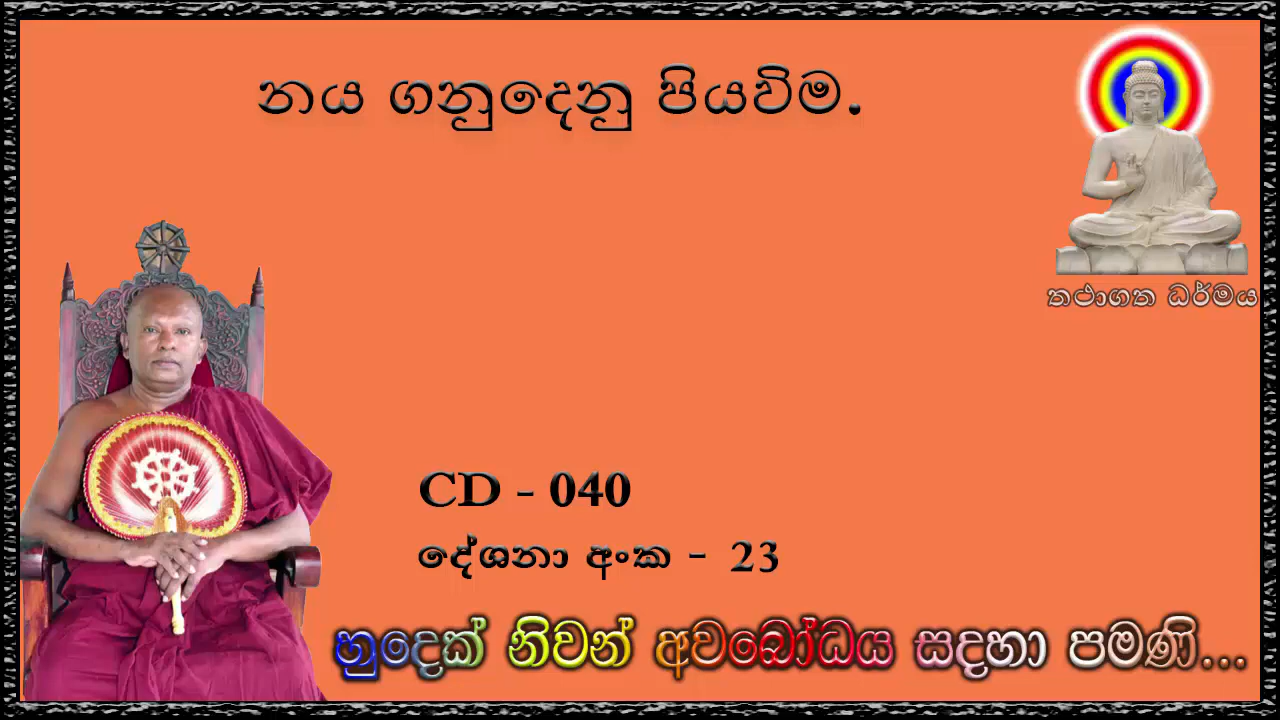 නය ගනුදෙනු පියවිම.
තථාගත ධර්මය
CD - 040
දේශනා අංක - 23
හුදෙක් නිවන් අවබෝධය සඳහා පමණි...